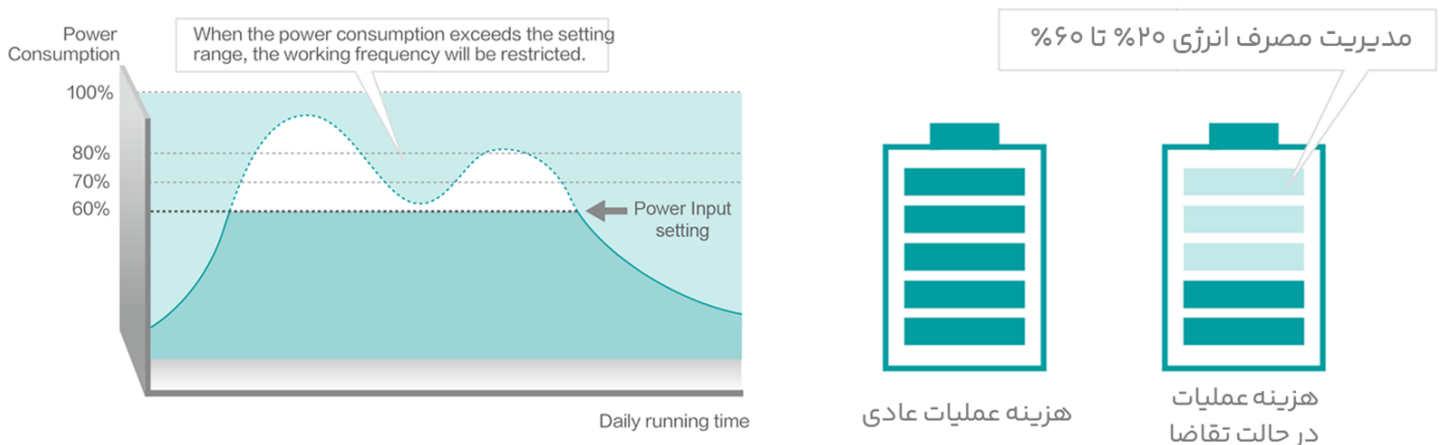 Power
Consumption
When the power consumption exceeds the setting
range, the working frequency will be restricted.
100%
80%
70%
60%
Power Input
setting
Daily running time
مدیریت مصرف انرژی ۲۰% تا ۶۰%
هزینه عملیات عادی
هزینه عملیات
در حالت تقاضا